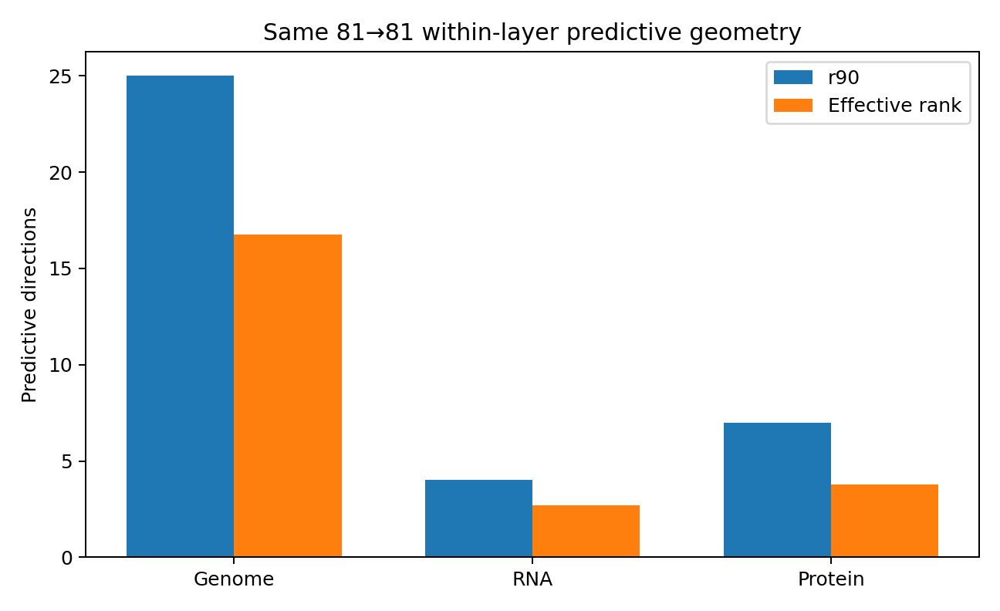 Same 81→81 within-layer predictive geometry
r90
Effective rank
Predictive directions
25
20
15
10
5
0
Genome
RNA
Protein